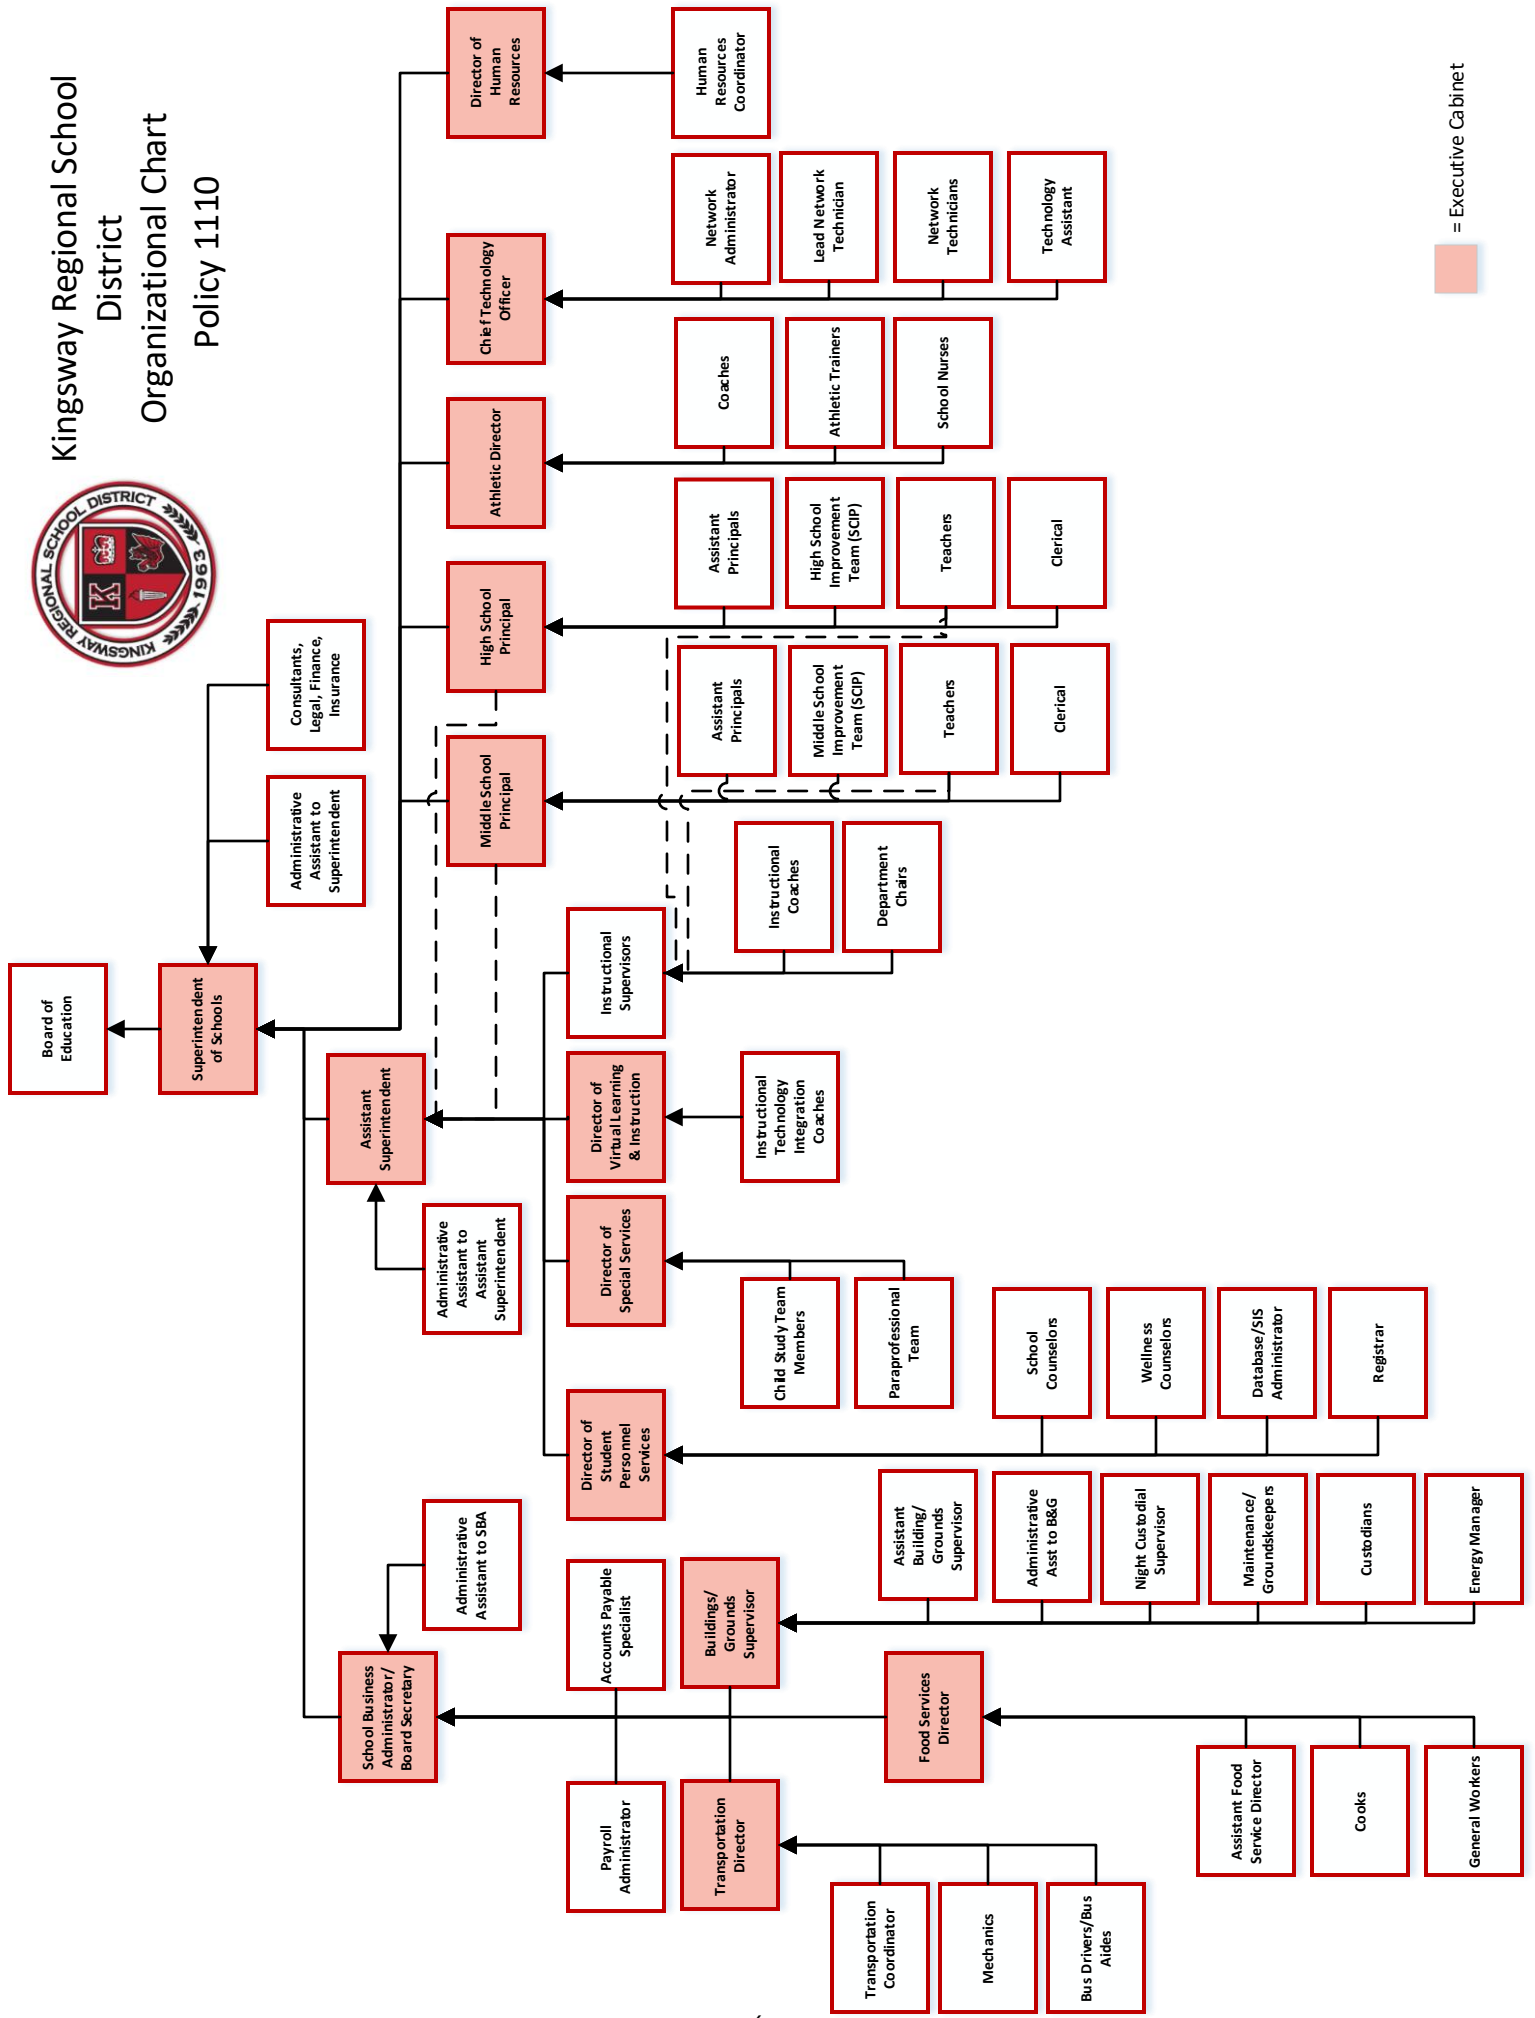 Kingsway Regional School
District
Organizational Chart
Policy 1110
KINGSWAY REGIONAL SCHOOL DISTRICT
1963
K
Board of
Education
Superintendent
of Schools
Administrative
Assistant to
Superintendent
Consultants,
Legal, Finance,
Insurance
School Business
Administrator/
Board Secretary
Administrative
Assistant to SBA
Assistant
Superintendent
Administrative
Assistant to
Assistant
Superintendent
Middle School
Principal
High School
Principal
Athletic Director
Chief Technology
Officer
Director of
Human
Resources
Payroll
Administrator
Accounts Payable
Specialist
Transportation
Director
Buildings/
Grounds
Supervisor
Food Services
Director
Transportation
Coordinator
Mechanics
Bus Drivers/Bus
Aides
Assistant Food
Service Director
Cooks
General Workers
Assistant
Building/
Grounds
Supervisor
Administrative
Asst to B&G
Night Custodial
Supervisor
Maintenance/
Groundskeepers
Custodians
Energy Manager
Director of
Student
Personnel
Services
School
Counselors
Wellness
Counselors
Database/SIS
Administrator
Registrar
Director of
Special Services
Child Study Team
Members
Paraprofessional
Team
Director of
Virtual Learning
& Instruction
Instructional
Technology
Integration
Coaches
Instructional
Supervisors
Instructional
Coaches
Department
Chairs
Assistant
Principals
Middle School
Improvement
Team (SCIP)
Teachers
Clerical
Assistant
Principals
High School
Improvement
Team (SCIP)
Teachers
Clerical
Coaches
Athletic Trainers
School Nurses
Network
Administrator
Lead Network
Technician
Network
Technicians
Technology
Assistant
Human
Resources
Coordinator
= Executive Cabinet